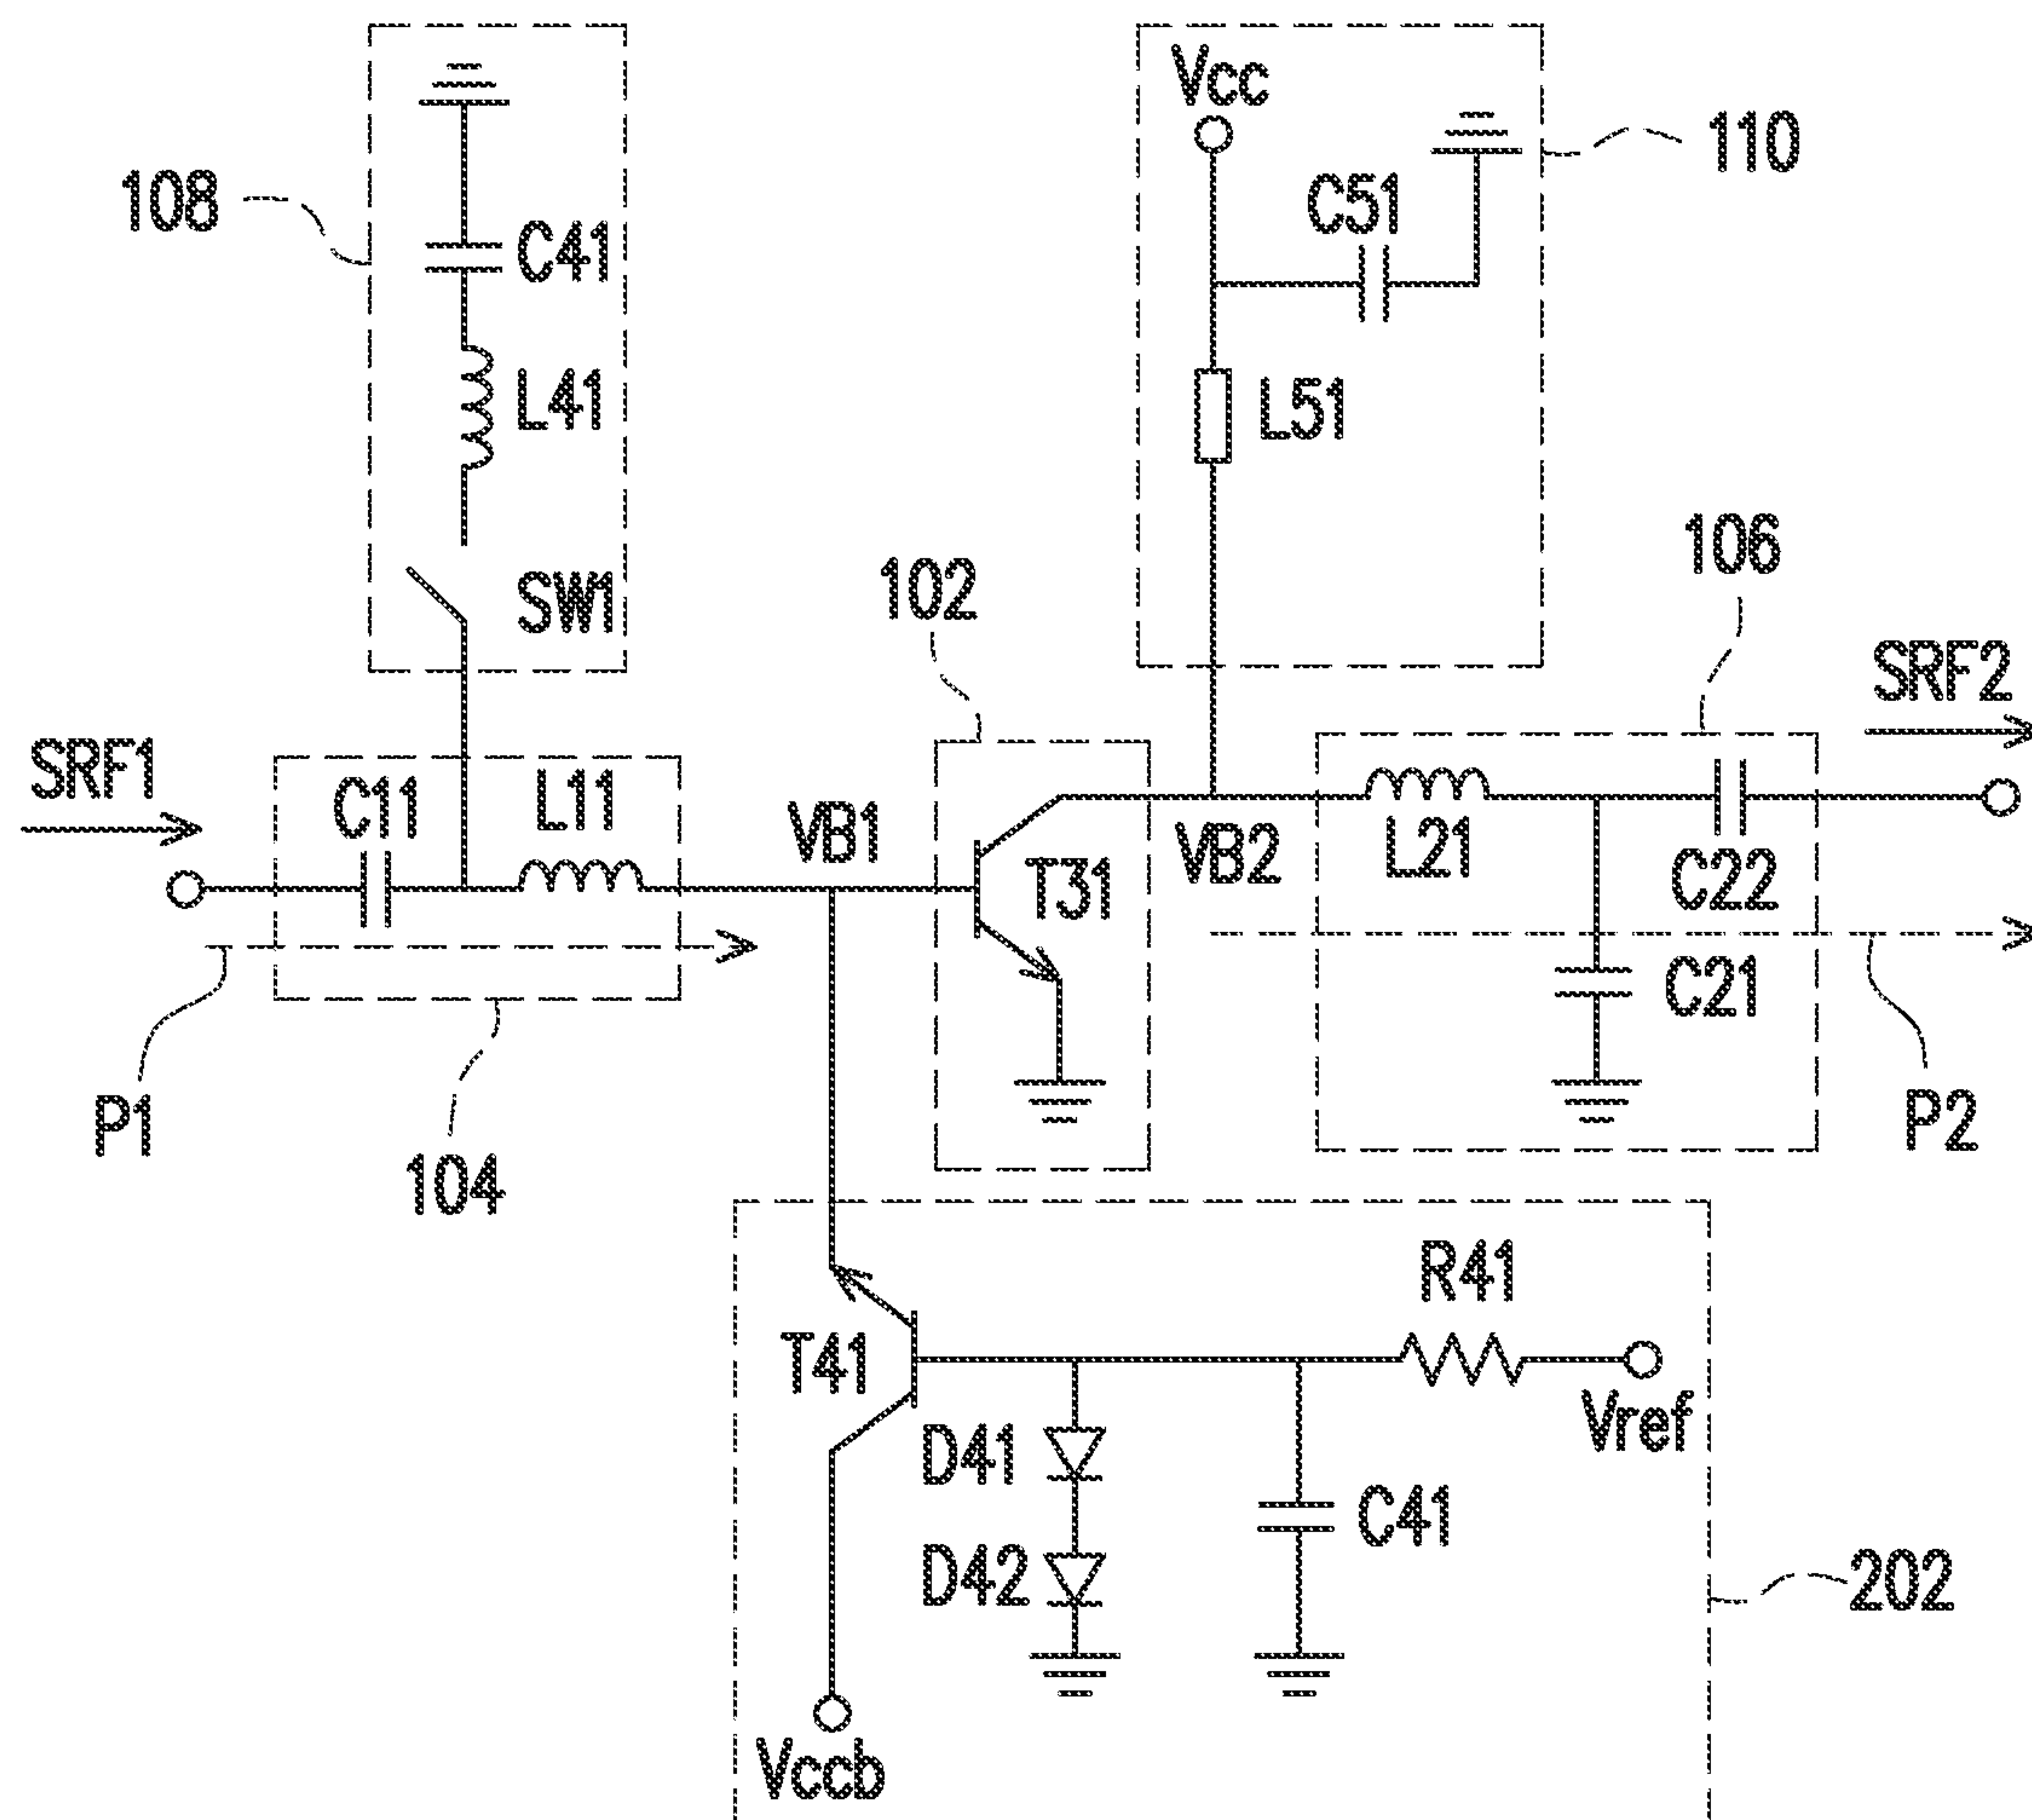 Vcc
110
C51
108
C41
L41
L51
SW1
102
106
SRF2
SRF1
C11
L11
VB1
T31
VB2
L21
C22
C21
P1
104
P2
R41
T41
Vref
D41
C41
D42
202
Vccb